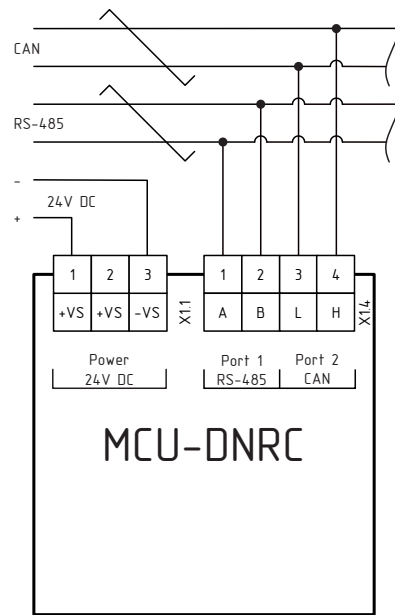 CAN
RS-485
-
24V DC
+
1 2 3 1 2 3 4
+VS +VS -VS X1.1 A B L H X1.4
Power Port 1 Port 2
24V DC RS-485 CAN
MCU-DNRC